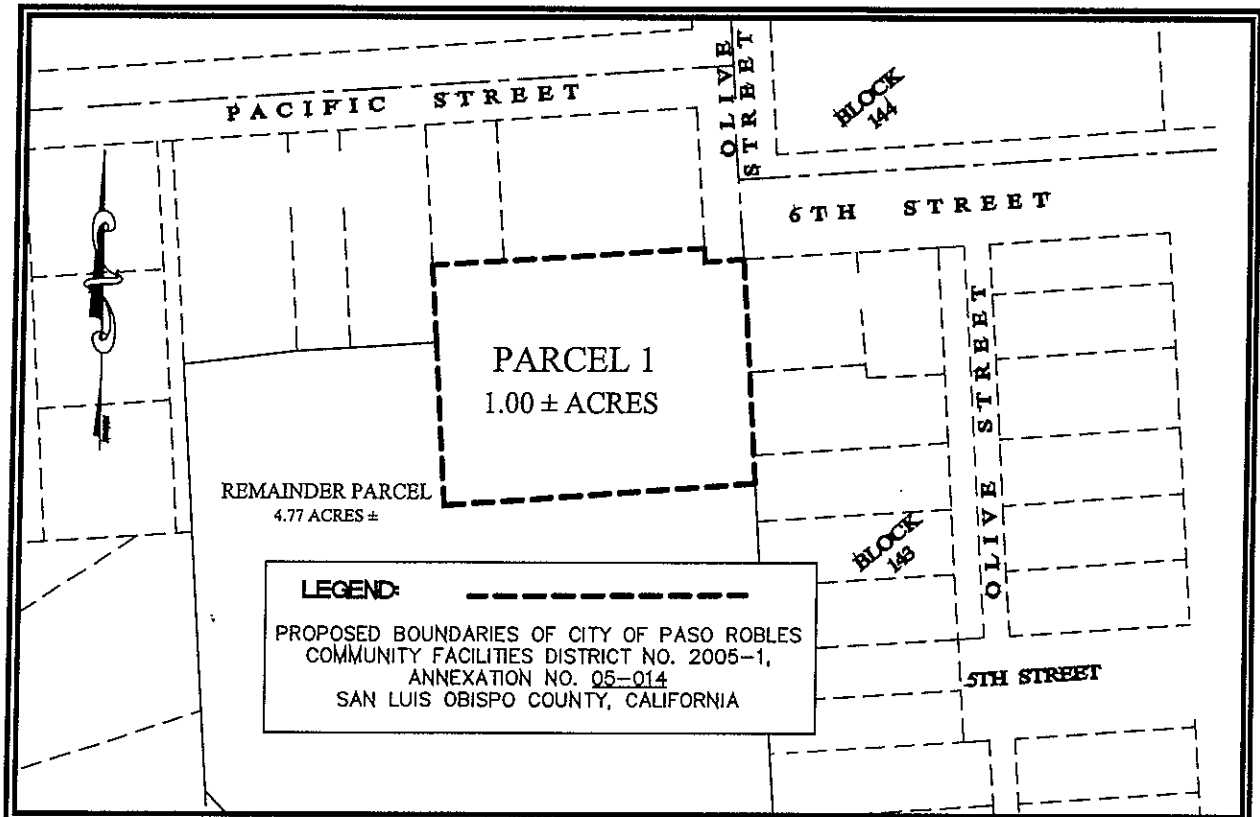 PACIFIC STREET
OLIVE
STREET
BLOCK
144
6TH STREET
PARCEL 1
1.00 ± ACRES
OLIVE STREET
REMAINDER PARCEL
4.77 ACRES ±
BLOCK
143
5TH STREET
LEGEND:
PROPOSED BOUNDARIES OF CITY OF PASO ROBLES
COMMUNITY FACILITIES DISTRICT NO. 2005-1,
ANNEXATION NO. 05-014
SAN LUIS OBISPO COUNTY, CALIFORNIA